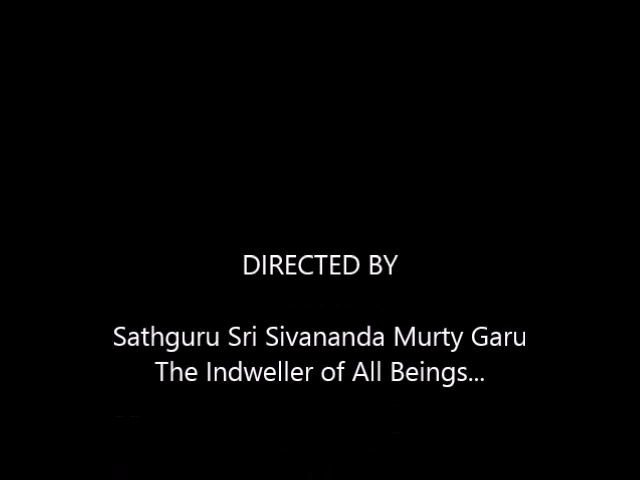 DIRECTED BY
Sathguru Sri Sivananda Murty Garu
The Indweller of All Beings...